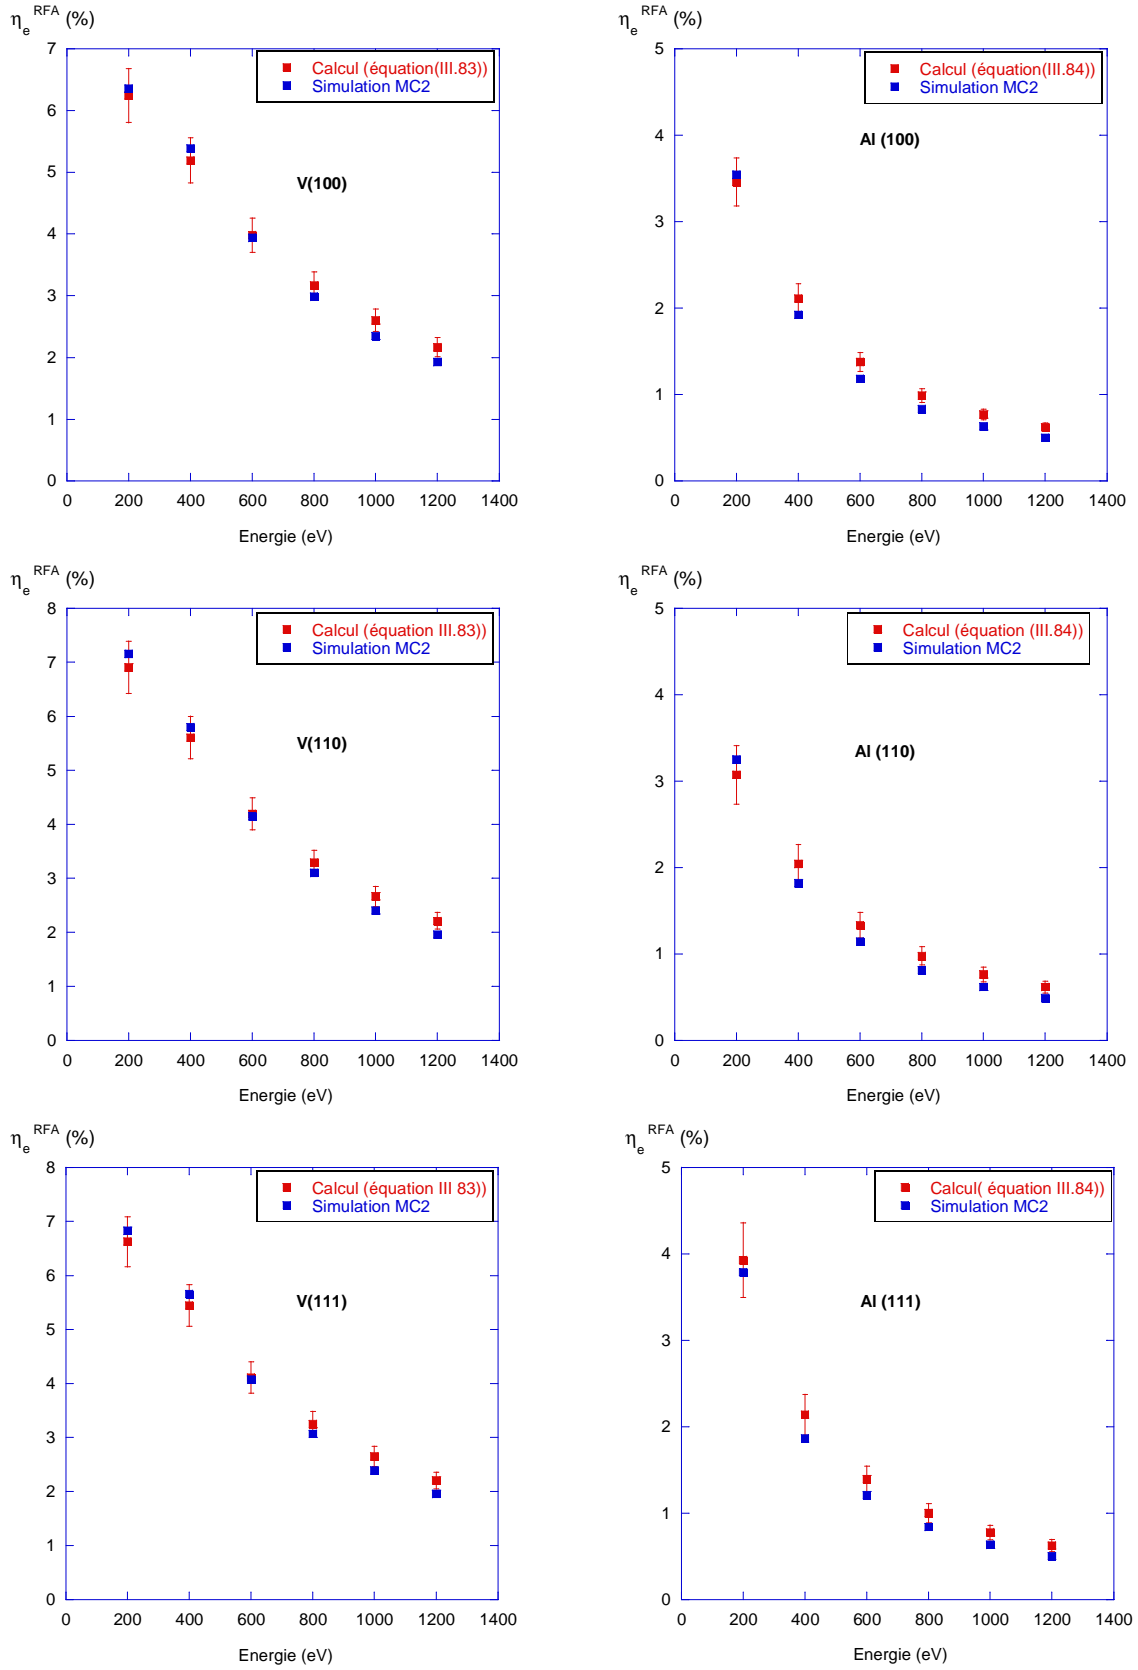 η_e^RFA (%)
7
6
5
4
3
2
1
0
Calcul (équation(III.83))
Simulation MC2
V(100)
0 200 400 600 800 1000 1200 1400
Energie (eV)
η_e^RFA (%)
5
4
3
2
1
0
Calcul (équation(III.84))
Simulation MC2
Al (100)
0 200 400 600 800 1000 1200 1400
Energie (eV)
η_e^RFA (%)
8
7
6
5
4
3
2
1
0
Calcul (équation III.83))
Simulation MC2
V(110)
0 200 400 600 800 1000 1200 1400
Energie (eV)
η_e^RFA (%)
5
4
3
2
1
0
Calcul (équation (III.84))
Simulation MC2
Al (110)
0 200 400 600 800 1000 1200 1400
Energie (eV)
η_e^RFA (%)
8
7
6
5
4
3
2
1
0
Calcul (équation III 83))
Simulation MC2
V(111)
0 200 400 600 800 1000 1200 1400
Energie (eV)
η_e^RFA (%)
5
4
3
2
1
0
Calcul( équation III.84))
Simulation MC2
Al (111)
0 200 400 600 800 1000 1200 1400
Energie (eV)